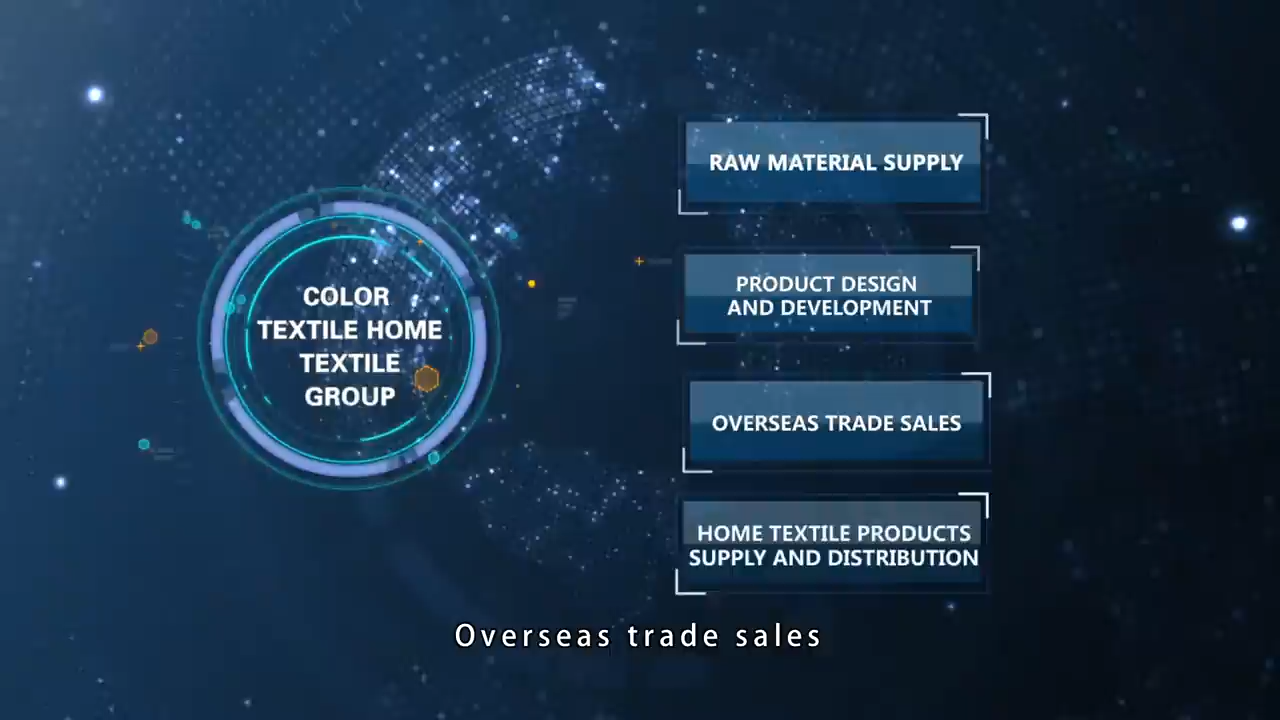 COLOR
TEXTILE HOME
TEXTILE
GROUP
RAW MATERIAL SUPPLY
PRODUCT DESIGN
AND DEVELOPMENT
OVERSEAS TRADE SALES
HOME TEXTILE PRODUCTS
SUPPLY AND DISTRIBUTION
Overseas trade sales